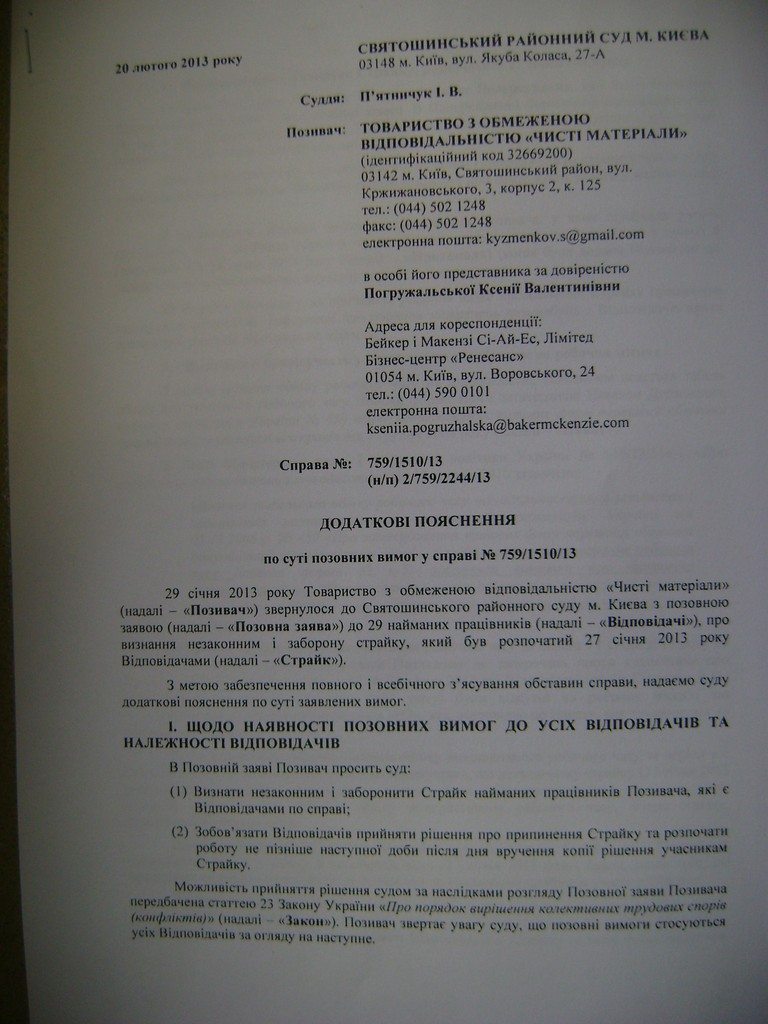 20 лютого 2013 року
СВЯТОШИНСЬКИЙ РАЙОННИЙ СУД М. КИЄВА
03148 м. Київ, вул. Якуба Коласа, 27-А
Суддя: П’ятничук І. В.
Позивач: ТОВАРИСТВО З ОБМЕЖЕНОЮ
ВІДПОВІДАЛЬНІСТЮ «ЧИСТІ МАТЕРІАЛИ»
(ідентифікаційний код 32669200)
03142 м. Київ, Святошинський район, вул.
Кржижановського, 3, корпус 2, к. 125
тел.: (044) 502 1248
факс: (044) 502 1248
електронна пошта: kyzmenkov.s@gmail.com
в особі його представника за довіреністю
Погружальської Ксенії Валентинівни
Адреса для кореспонденції:
Бейкер і Макензі Сі-Ай-Ес, Лімітед
Бізнес-центр «Ренесанс»
01054 м. Київ, вул. Воровського, 24
тел.: (044) 590 0101
електронна пошта:
kseniia.pogruzhalska@bakermckenzie.com
Справа №: 759/1510/13
(н/п) 2/759/2244/13
ДОДАТКОВІ ПОЯСНЕННЯ
по суті позовних вимог у справі № 759/1510/13
29 січня 2013 року Товариство з обмеженою відповідальністю «Чисті матеріали»
(надалі – «Позивач») звернулося до Святошинського районного суду м. Києва з позовною
заявою (надалі – «Позовна заява») до 29 найманих працівників (надалі – «Відповідачі»), про
визнання незаконним і заборону страйку, який був розпочатий 27 січня 2013 року
Відповідачами (надалі – «Страйк»).
З метою забезпечення повного і всебічного з’ясування обставин справи, надаємо суду
додаткові пояснення по суті заявлених вимог.
I. ЩОДО НАЯВНОСТІ ПОЗОВНИХ ВИМОГ ДО УСІХ ВІДПОВІДАЧІВ ТА
НАЛЕЖНОСТІ ВІДПОВІДАЧІВ
В Позовній заяві Позивач просить суд:
(1) Визнати незаконним і заборонити Страйк найманих працівників Позивача, які є
Відповідачами по справі;
(2) Зобов’язати Відповідачів прийняти рішення про припинення Страйку та розпочати
роботу не пізніше наступної доби після дня вручення копії рішення учасникам
Страйку.
Можливість прийняття рішення судом за наслідками розгляду Позовної заяви Позивача
передбачена статтею 23 Закону України «Про порядок вирішення колективних трудових спорів
(конфліктів)» (надалі – «Закон»). Позивач звертає увагу суду, що позовні вимоги стосуються
усіх Відповідачів за огляду на наступне.